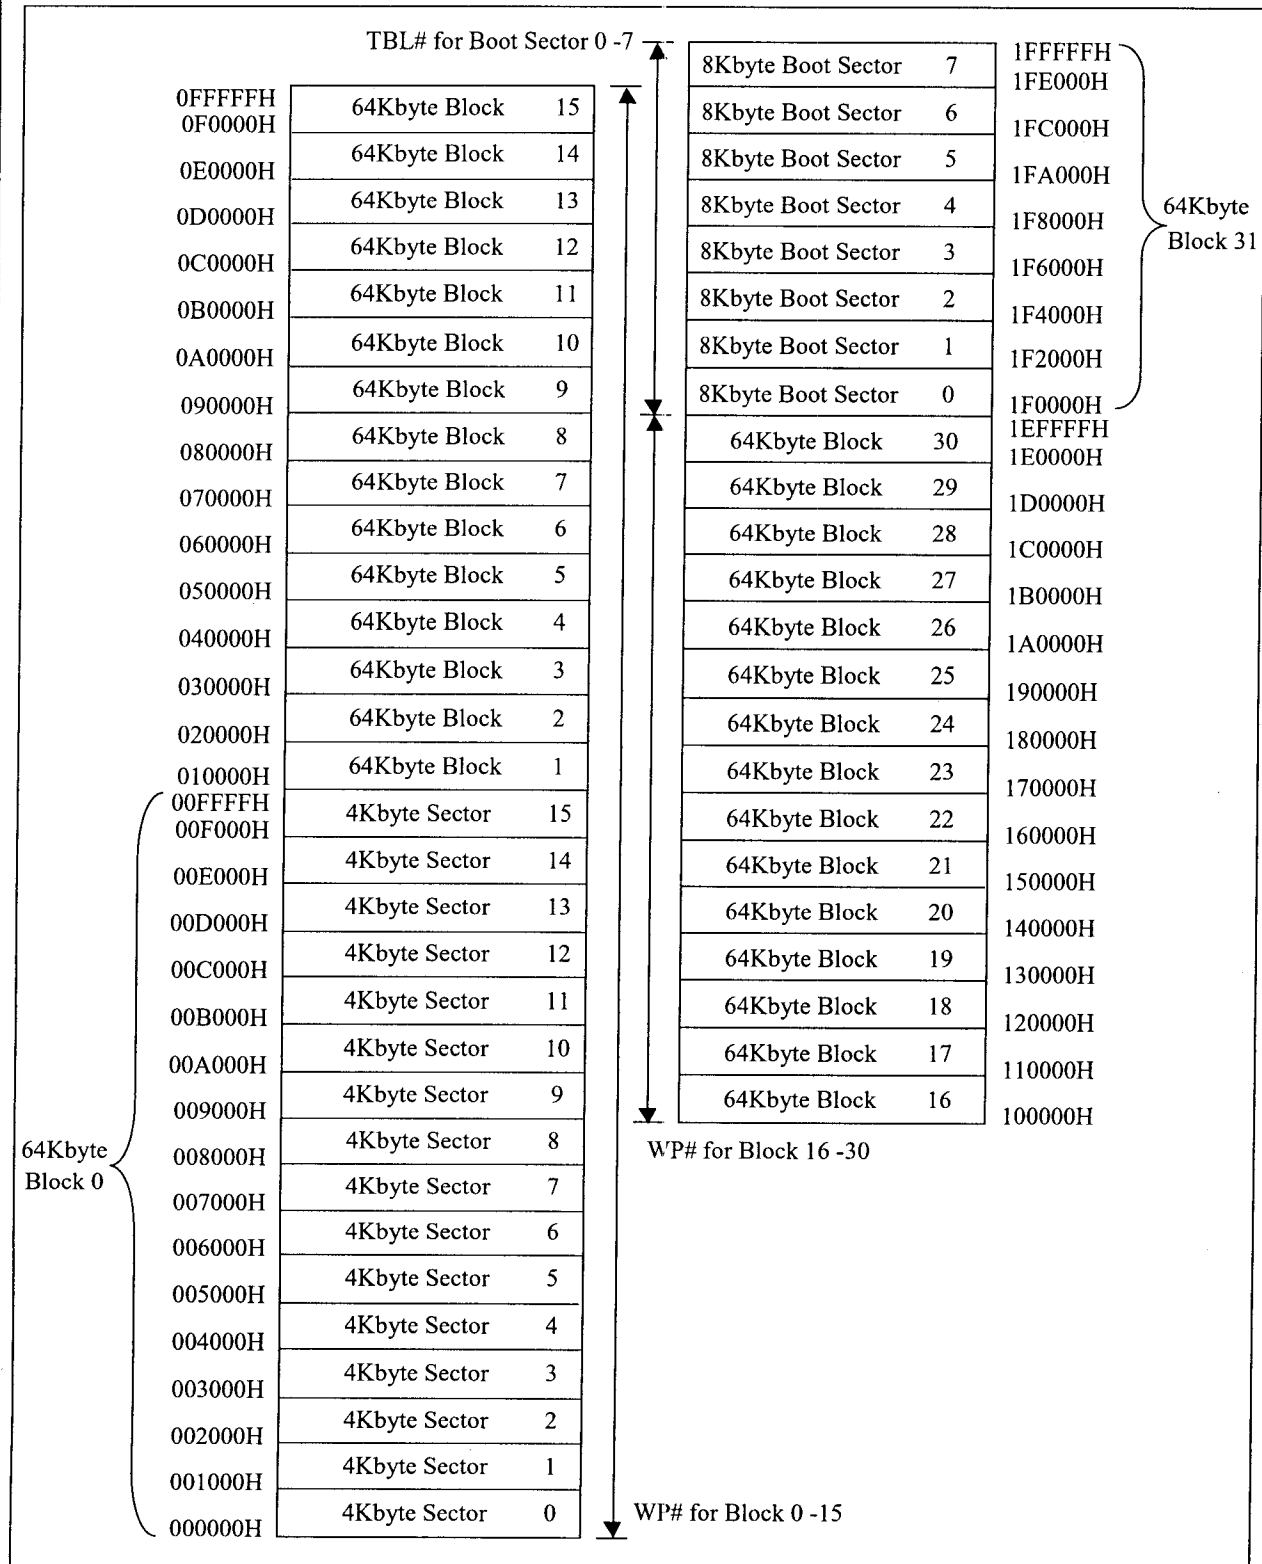 TBL# for Boot Sector 0 -7
0FFFFFH
64Kbyte Block 15
0F0000H
64Kbyte Block 14
0E0000H
64Kbyte Block 13
0D0000H
64Kbyte Block 12
0C0000H
64Kbyte Block 11
0B0000H
64Kbyte Block 10
0A0000H
64Kbyte Block 9
090000H
64Kbyte Block 8
080000H
64Kbyte Block 7
070000H
64Kbyte Block 6
060000H
64Kbyte Block 5
050000H
64Kbyte Block 4
040000H
64Kbyte Block 3
030000H
64Kbyte Block 2
020000H
64Kbyte Block 1
010000H
00FFFFH
4Kbyte Sector 15
00F000H
4Kbyte Sector 14
00E000H
4Kbyte Sector 13
00D000H
4Kbyte Sector 12
00C000H
4Kbyte Sector 11
00B000H
4Kbyte Sector 10
00A000H
4Kbyte Sector 9
009000H
4Kbyte Sector 8
008000H
4Kbyte Sector 7
007000H
4Kbyte Sector 6
006000H
4Kbyte Sector 5
005000H
4Kbyte Sector 4
004000H
4Kbyte Sector 3
003000H
4Kbyte Sector 2
002000H
4Kbyte Sector 1
001000H
4Kbyte Sector 0
000000H
64Kbyte
Block 0
WP# for Block 0 -15
1FFFFFH
8Kbyte Boot Sector 7
1FE000H
8Kbyte Boot Sector 6
1FC000H
8Kbyte Boot Sector 5
1FA000H
8Kbyte Boot Sector 4
1F8000H
8Kbyte Boot Sector 3
1F6000H
8Kbyte Boot Sector 2
1F4000H
8Kbyte Boot Sector 1
1F2000H
8Kbyte Boot Sector 0
1F0000H
64Kbyte
Block 31
1EFFFFH
64Kbyte Block 30
1E0000H
64Kbyte Block 29
1D0000H
64Kbyte Block 28
1C0000H
64Kbyte Block 27
1B0000H
64Kbyte Block 26
1A0000H
64Kbyte Block 25
190000H
64Kbyte Block 24
180000H
64Kbyte Block 23
170000H
64Kbyte Block 22
160000H
64Kbyte Block 21
150000H
64Kbyte Block 20
140000H
64Kbyte Block 19
130000H
64Kbyte Block 18
120000H
64Kbyte Block 17
110000H
64Kbyte Block 16
100000H
WP# for Block 16 -30